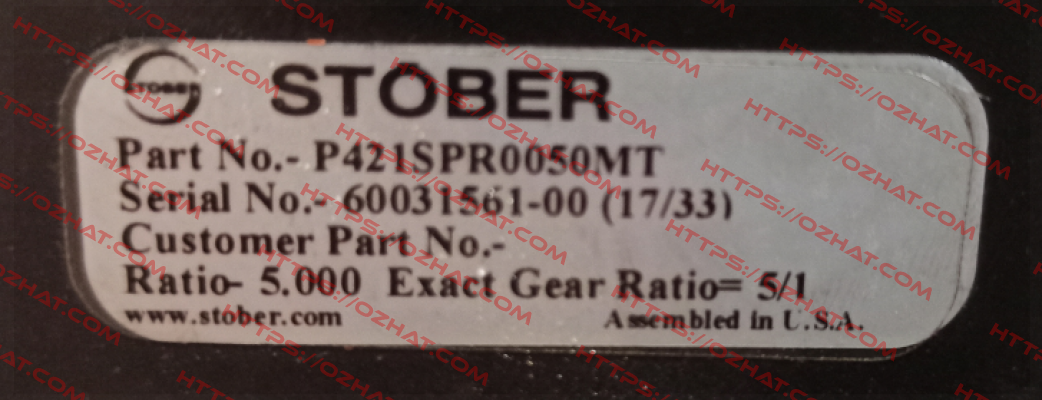 STOBER
STÖBER
Part No.- P421SPR0050MT
Serial No.- 60031561-00 (17/33)
Customer Part No.-
Ratio- 5.000 Exact Gear Ratio= 5/1
www.stober.com
Assembled in U.S.A.
HTTPS://OZHAT.COM